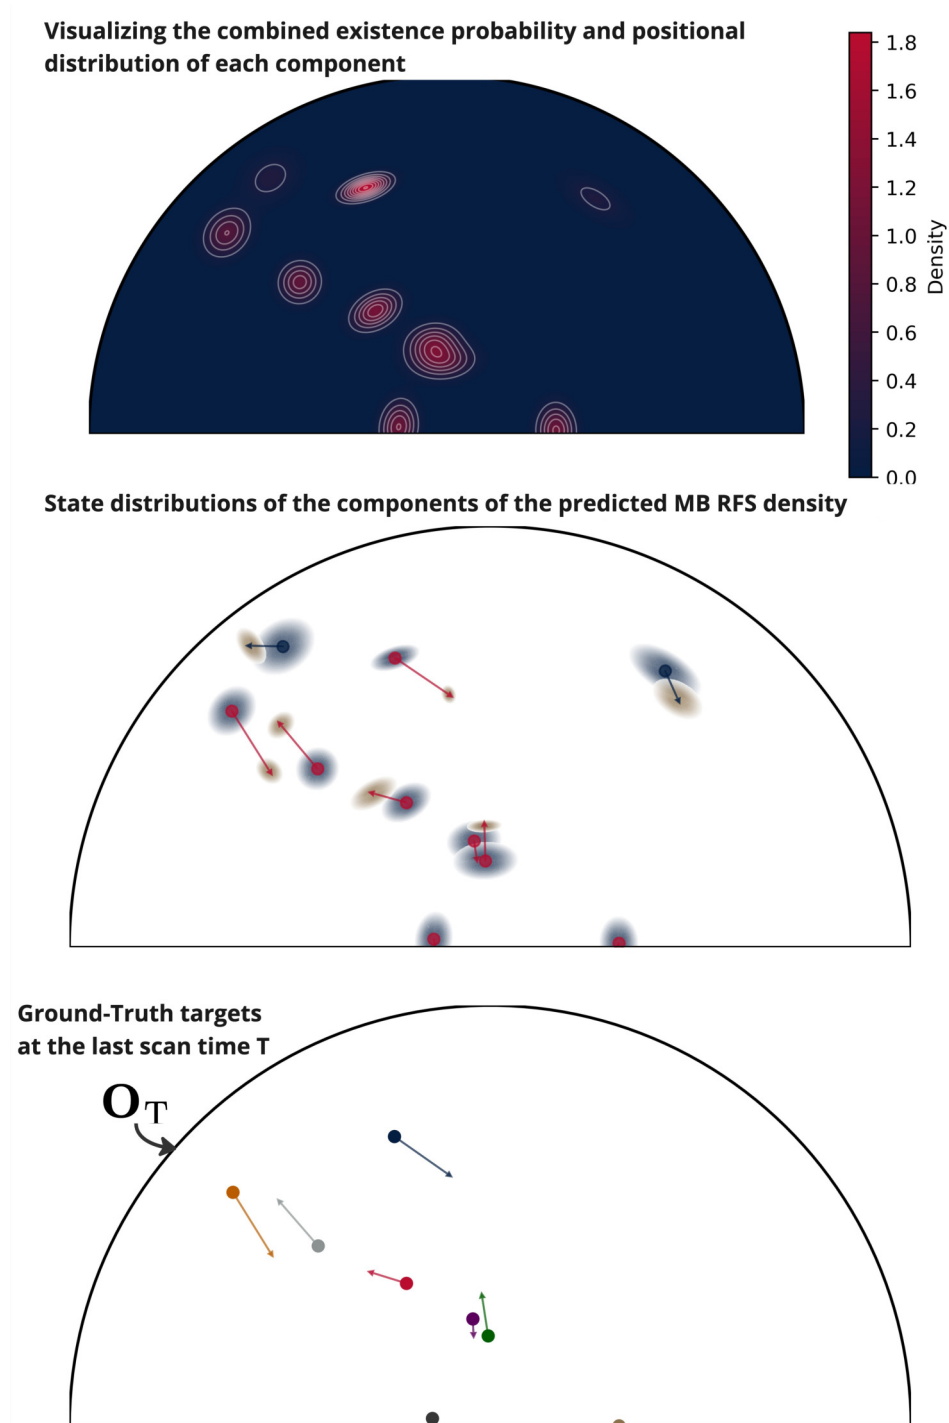 Visualizing the combined existence probability and positional
distribution of each component
1.8
1.6
1.4
1.2
1.0
0.8
0.6
0.4
0.2
0.0
Density
State distributions of the components of the predicted MB RFS density
Ground-Truth targets
at the last scan time T
O_T